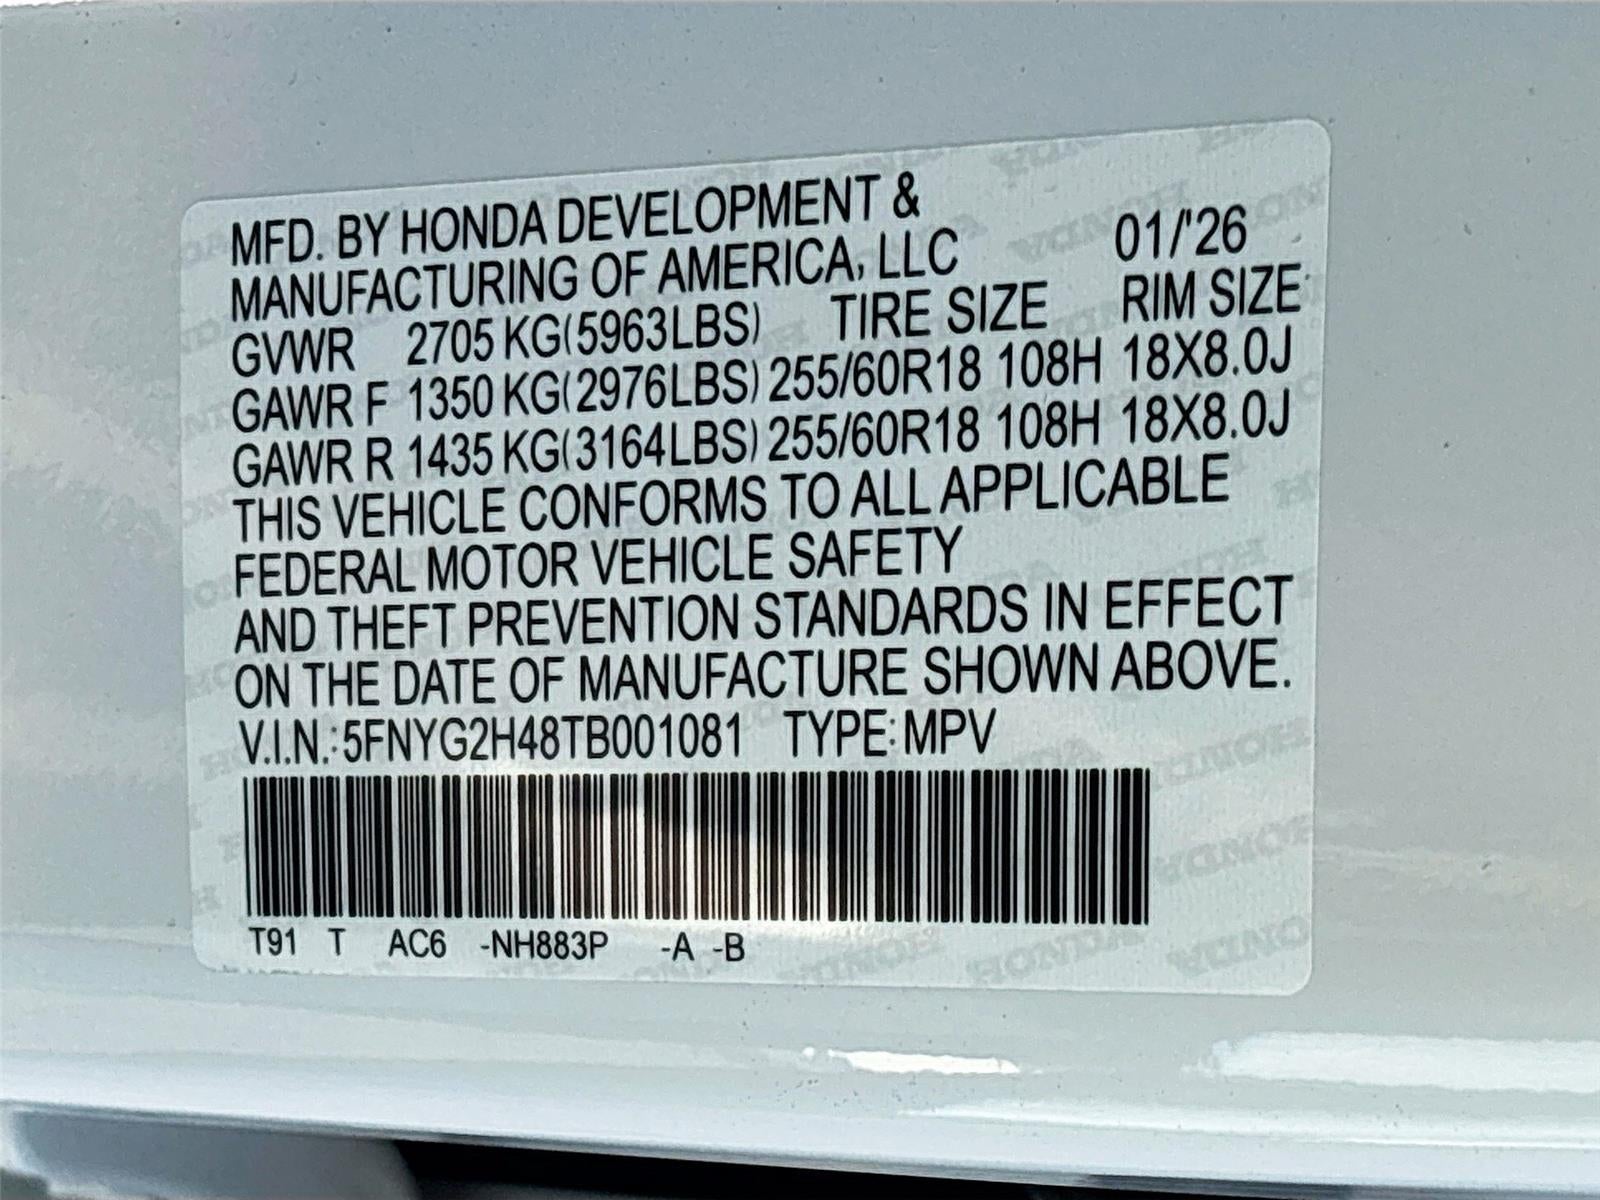 MFD. BY HONDA DEVELOPMENT &
MANUFACTURING OF AMERICA, LLC 01/'26
GVWR 2705 KG(5963LBS) TIRE SIZE RIM SIZE
GAWR F 1350 KG(2976LBS) 255/60R18 108H 18X8.0J
GAWR R 1435 KG(3164LBS) 255/60R18 108H 18X8.0J
THIS VEHICLE CONFORMS TO ALL APPLICABLE
FEDERAL MOTOR VEHICLE SAFETY
AND THEFT PREVENTION STANDARDS IN EFFECT
ON THE DATE OF MANUFACTURE SHOWN ABOVE.
V.I.N.:5FNYG2H48TB001081 TYPE:MPV
T91 T AC6 -NH883P -A -B